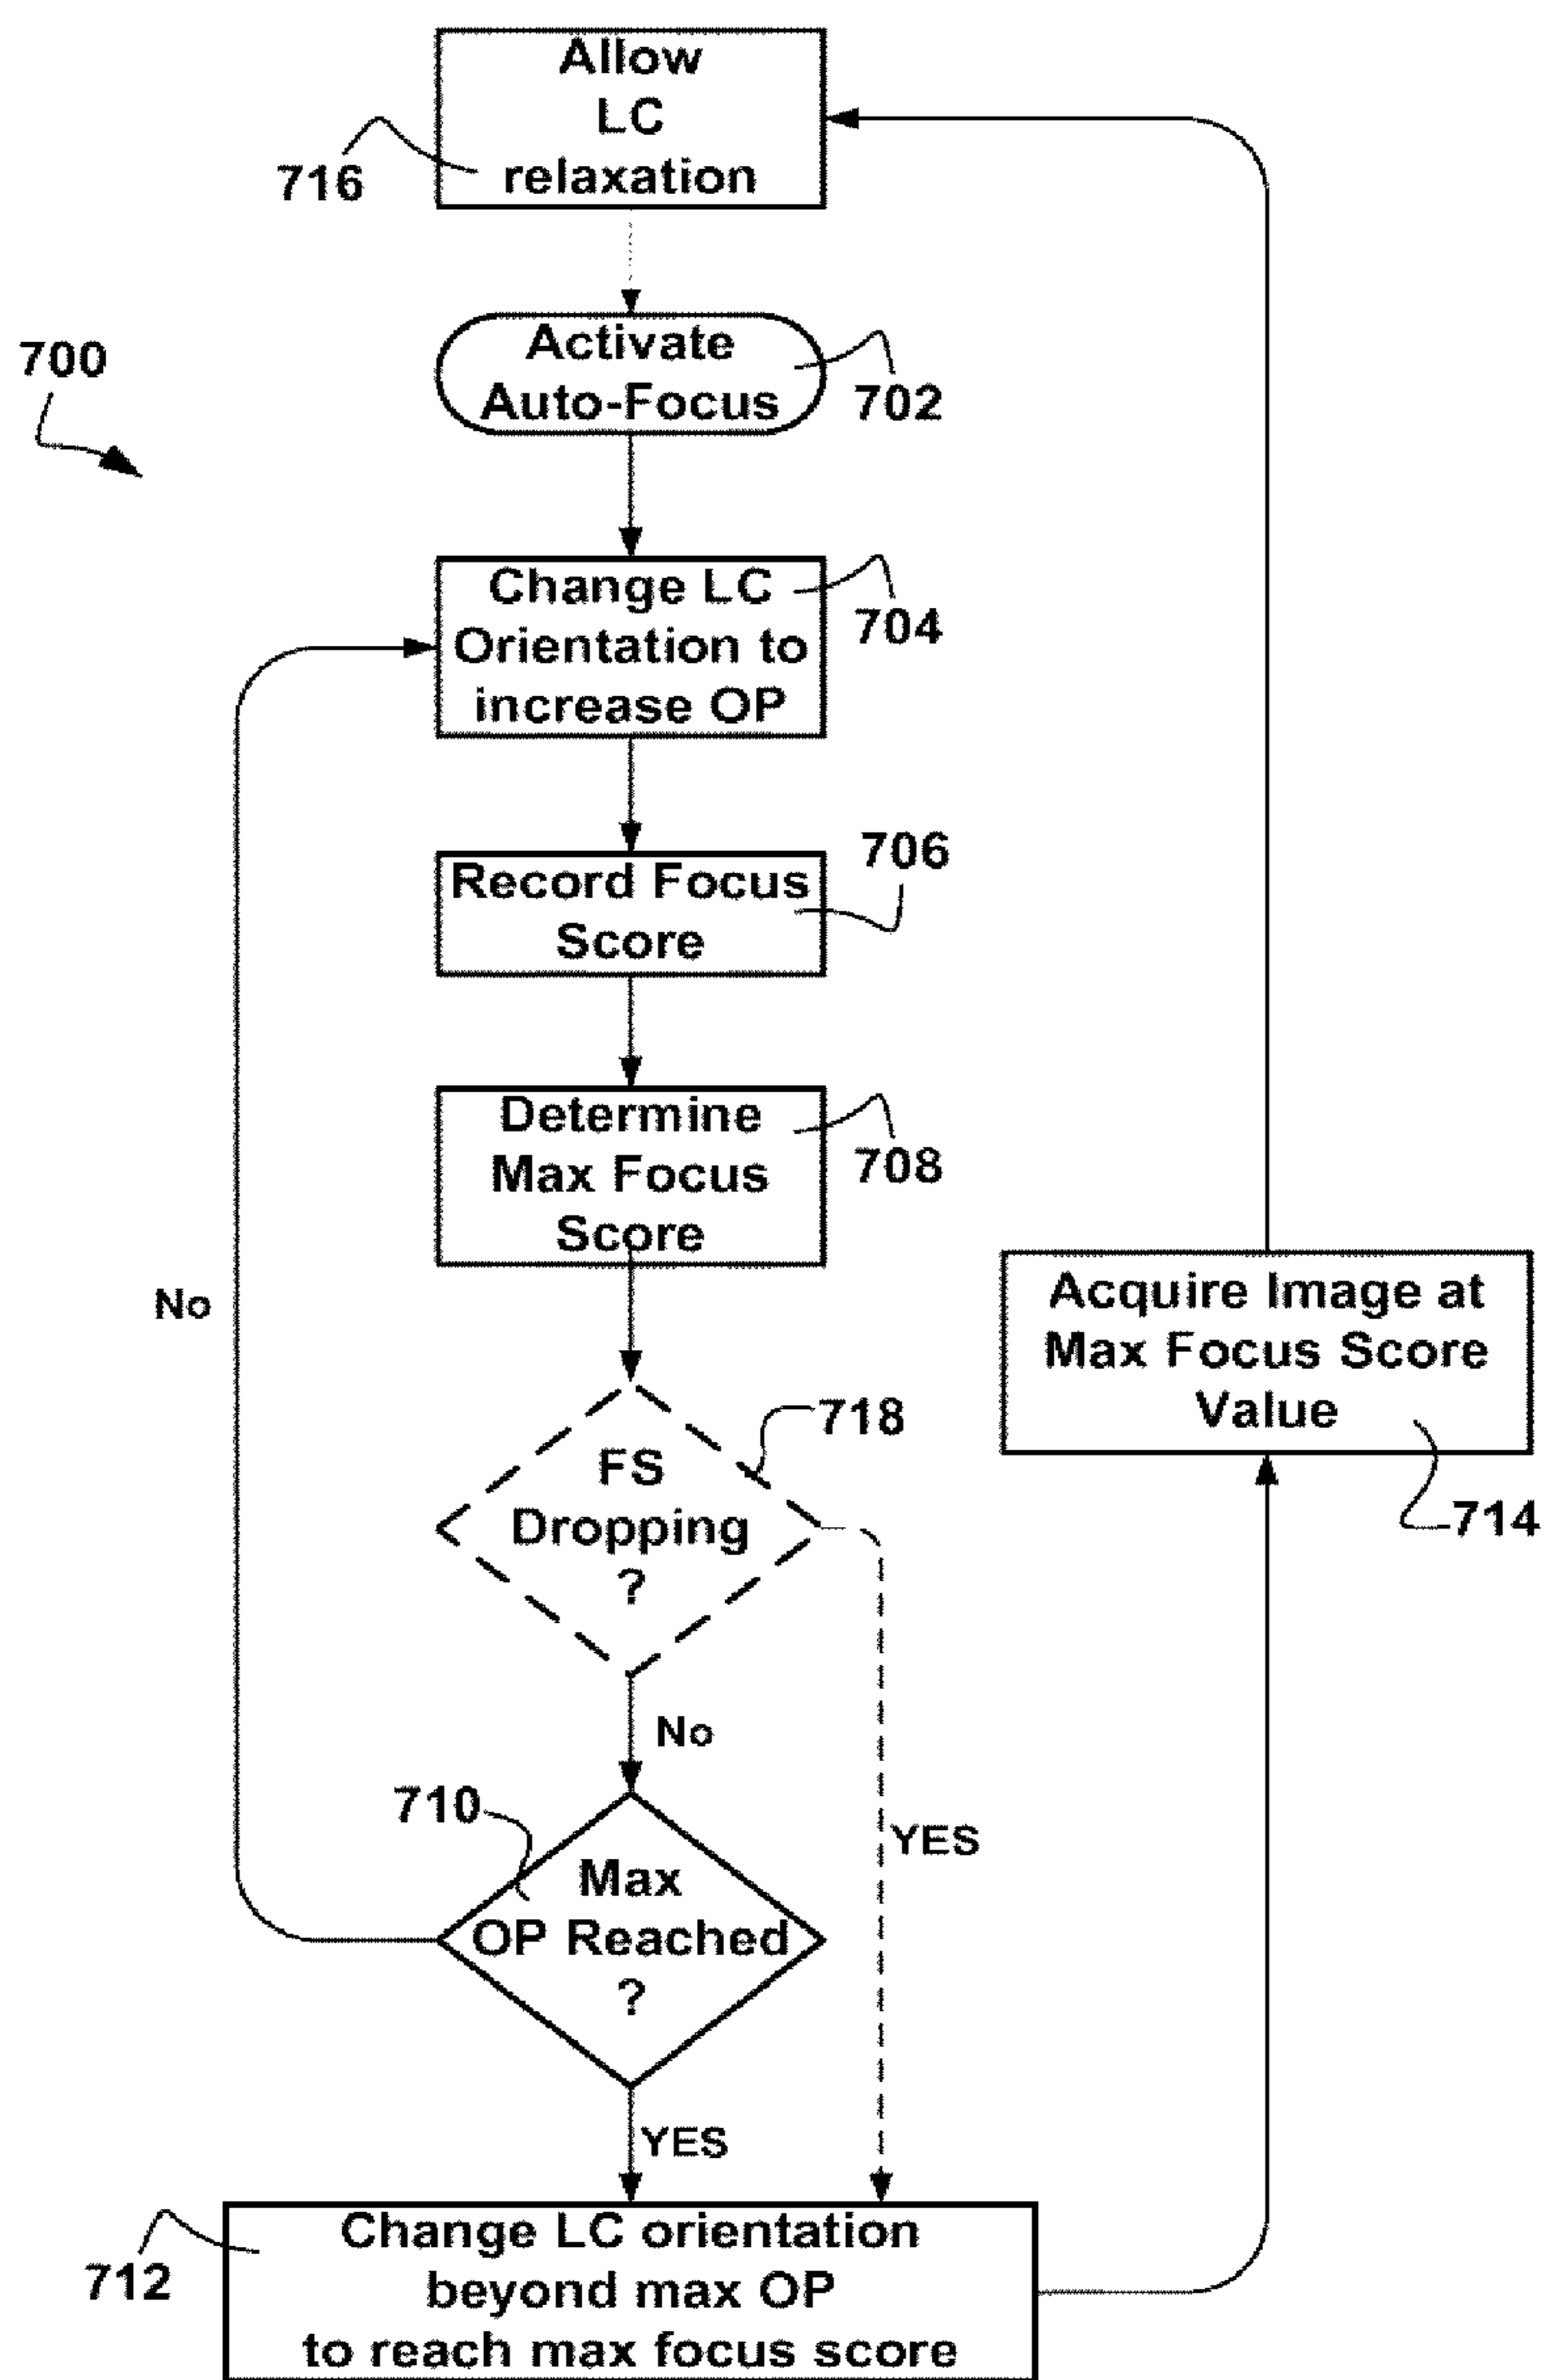 Allow
LC
relaxation
716
700
Activate
Auto-Focus
702
Change LC
Orientation to
increase OP
704
Record Focus
Score
706
Determine
Max Focus
Score
708
No
Acquire Image at
Max Focus Score
Value
714
FS
Dropping
?
718
No
YES
710
Max
OP Reached
?
YES
Change LC orientation
beyond max OP
to reach max focus score
712